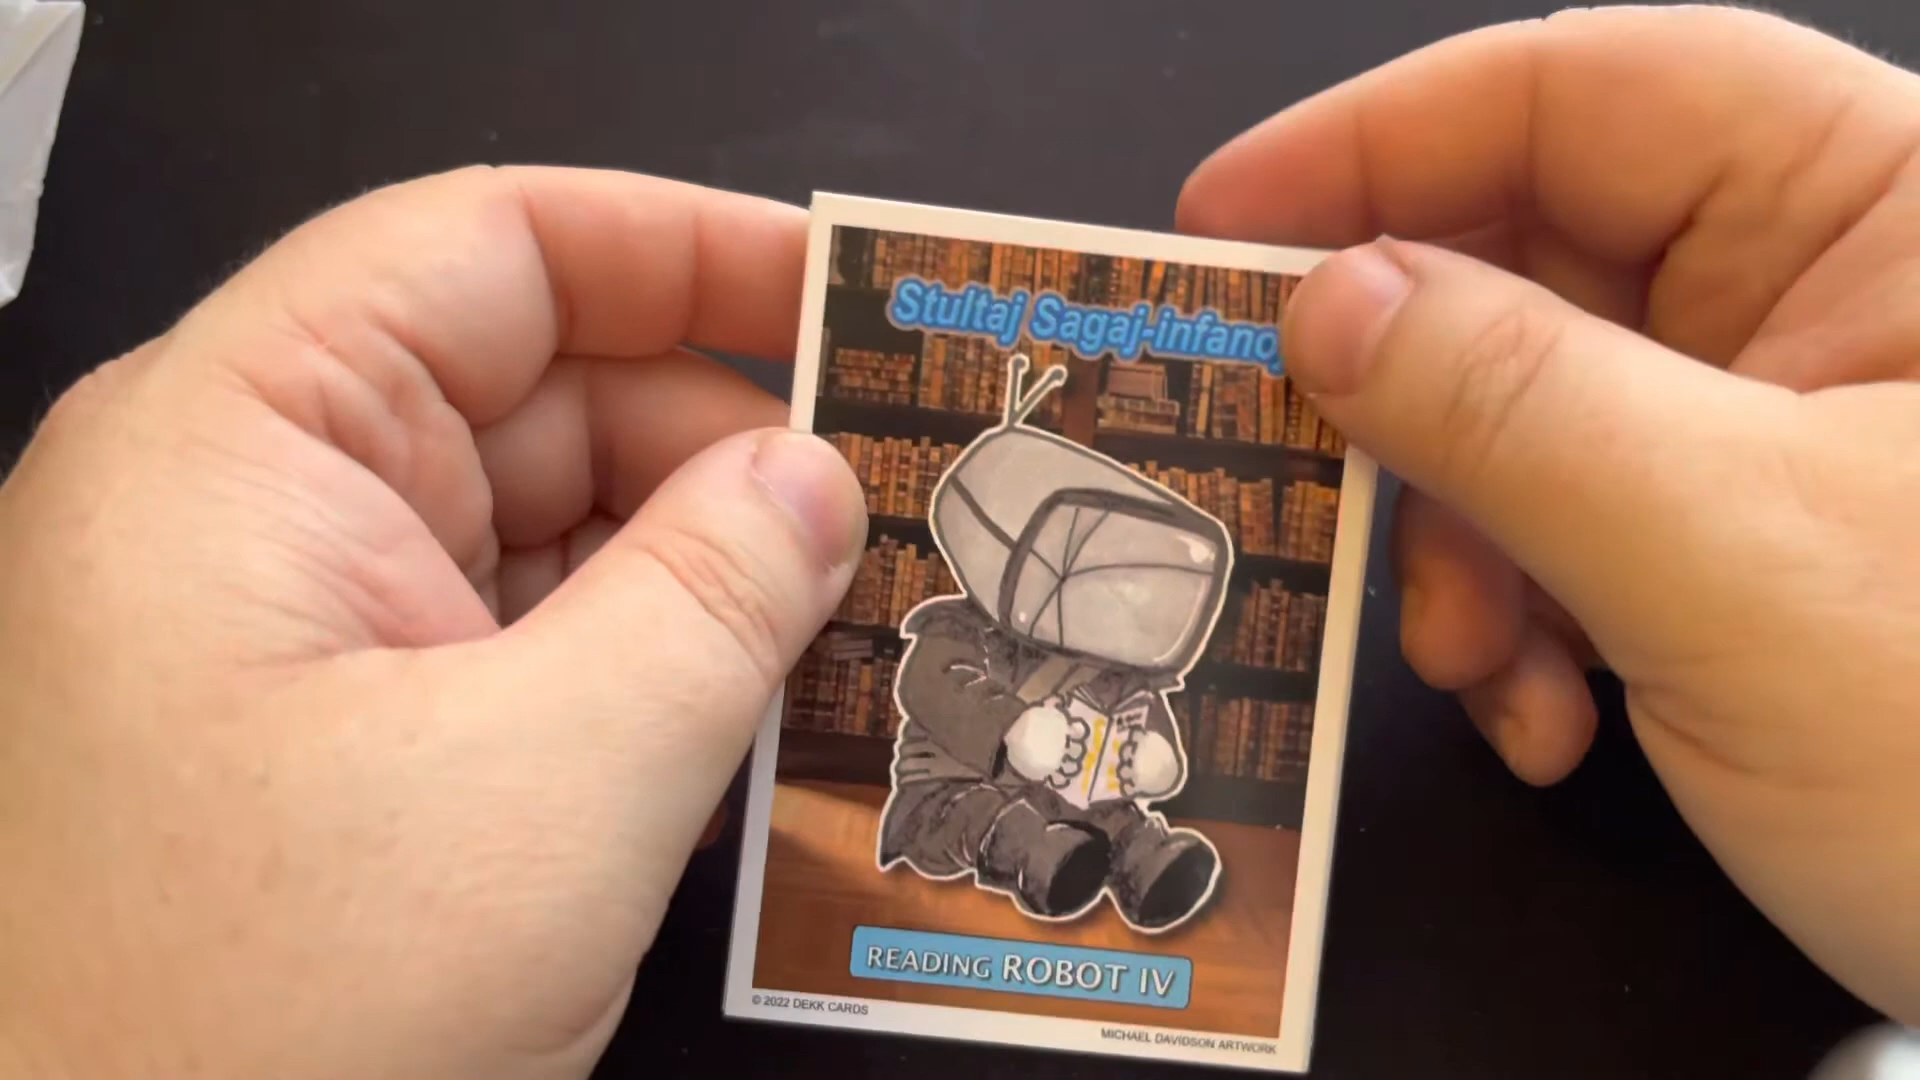 Stultaj Sagaj-infanoj
READING ROBOT IV
© 2022 DEKK CARDS
MICHAEL DAVIDSON ARTWORK